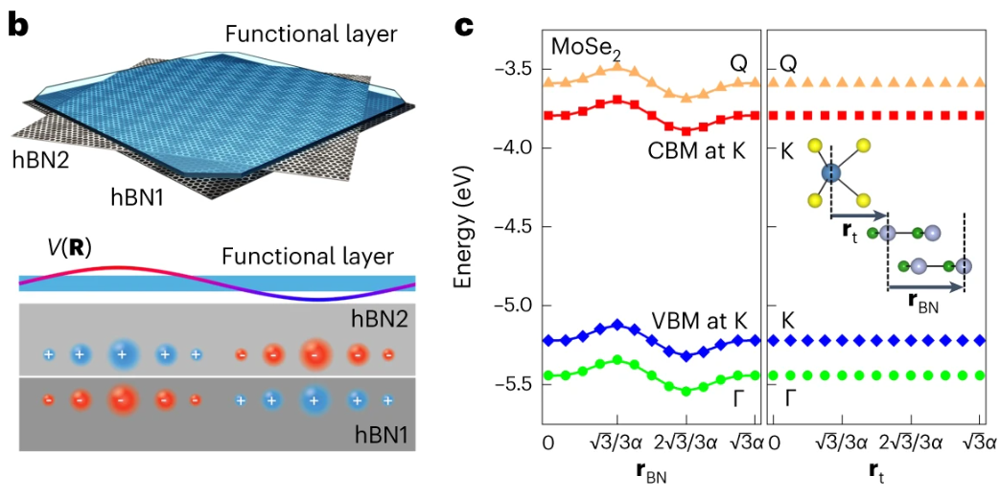 b
Functional layer
hBN2
hBN1
V(R)
Functional layer
hBN2
+ + + + + - - - - -
- - - - - + + + + +
hBN1
c
Energy (eV)
−3.5
−4.0
−4.5
−5.0
−5.5
MoSe₂
Q
CBM at K
VBM at K
Γ
0
√3/3α
2√3/3α
√3α
r_BN
Q
K
r_t
r_BN
K
Γ
0
√3/3α
2√3/3α
√3α
r_t